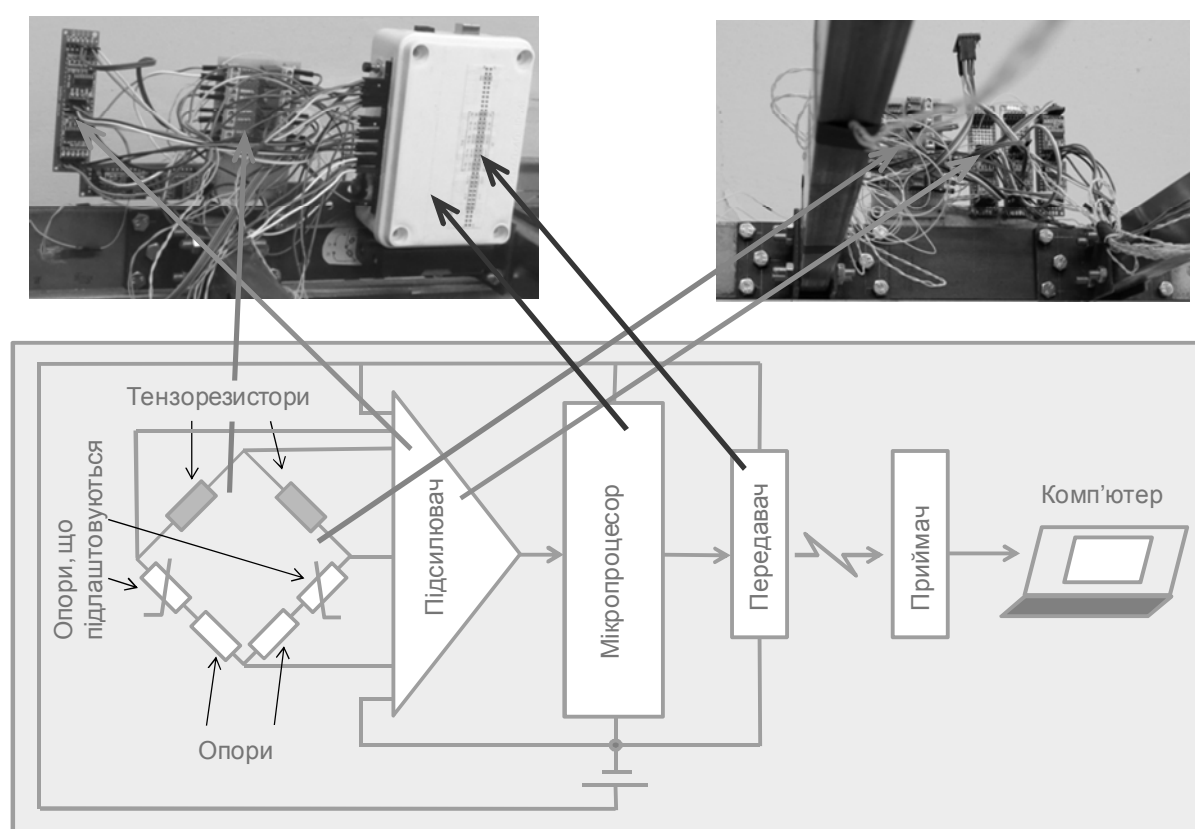 Тензорезистори
Опори, що
підлаштовуються
Підсилювач
Мікропроцесор
Передавач
Приймач
Комп’ютер
Опори